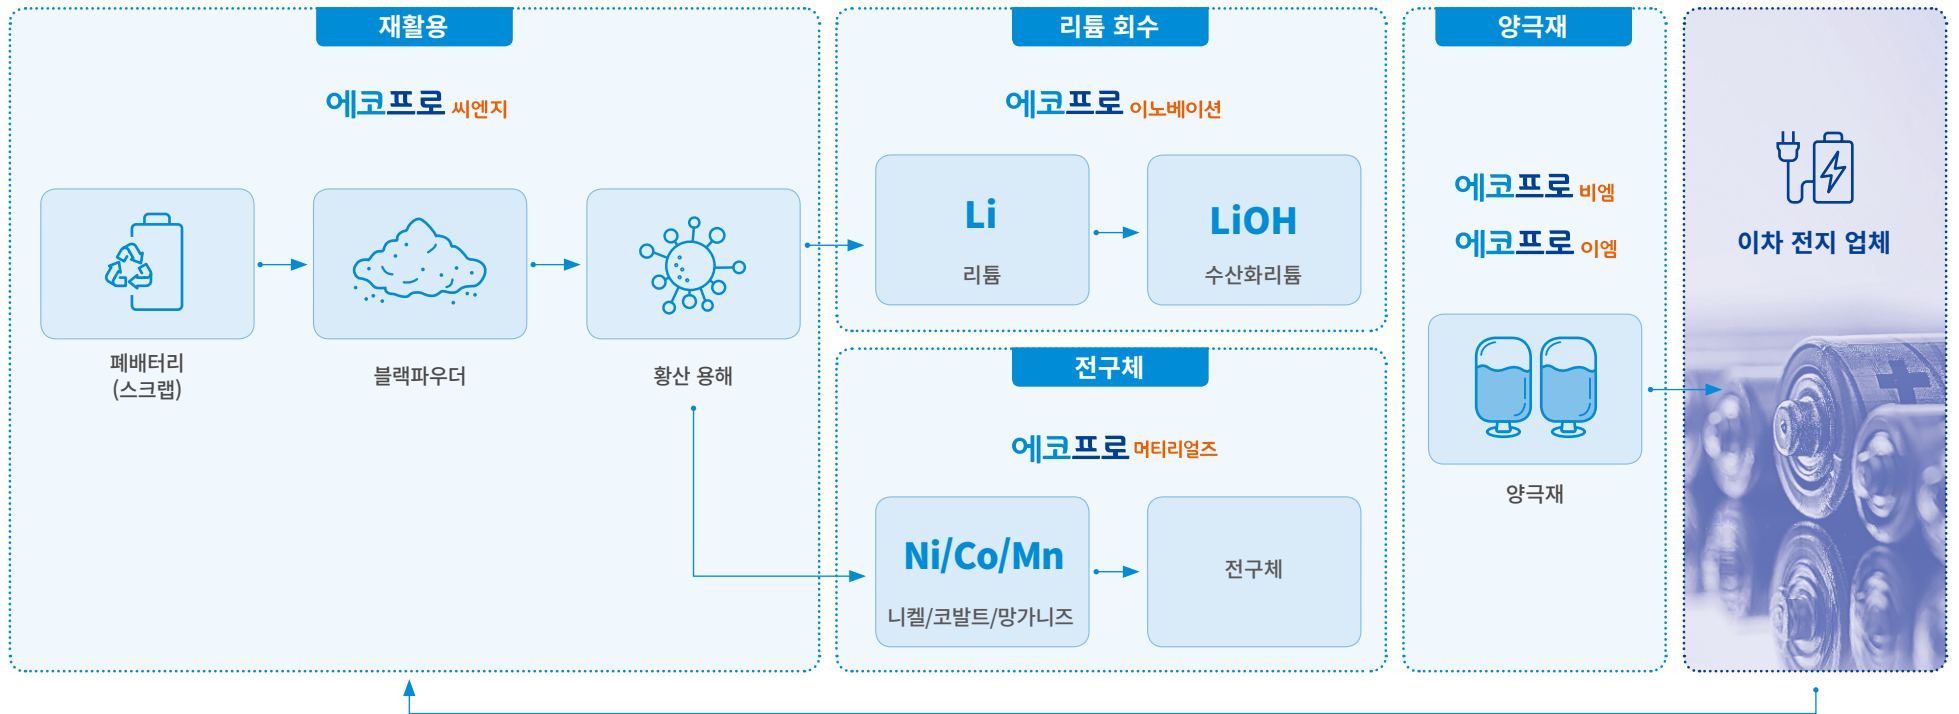 재활용
에코프로 씨엔지
폐배터리
(스크랩)
블랙파우더
황산 용해
리튬 회수
에코프로 이노베이션
Li
리튬
LiOH
수산화리튬
전구체
에코프로 머티리얼즈
Ni/Co/Mn
니켈/코발트/망가니즈
전구체
양극재
에코프로 비엠
에코프로 이엠
양극재
이차 전지 업체